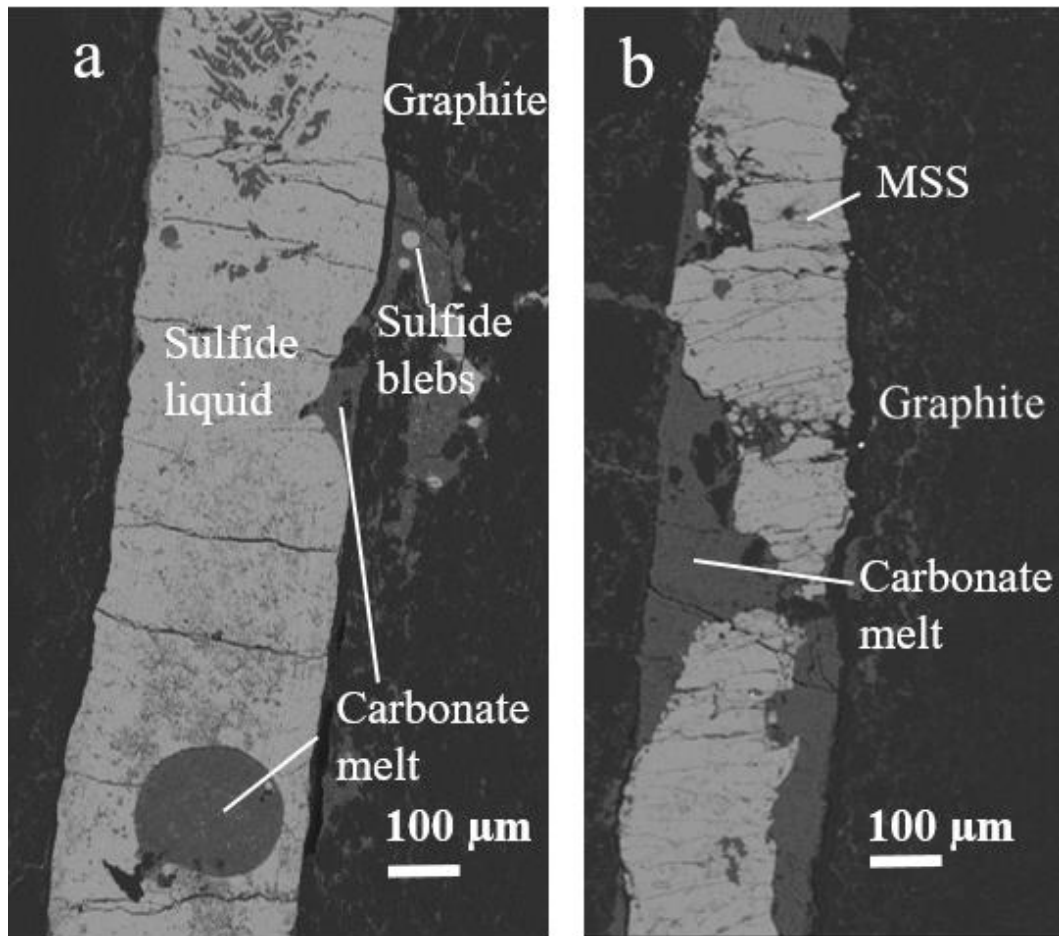 a
Graphite
Sulfide
blebs
Sulfide
liquid
Carbonate
melt
100 μm
b
MSS
Graphite
Carbonate
melt
100 μm